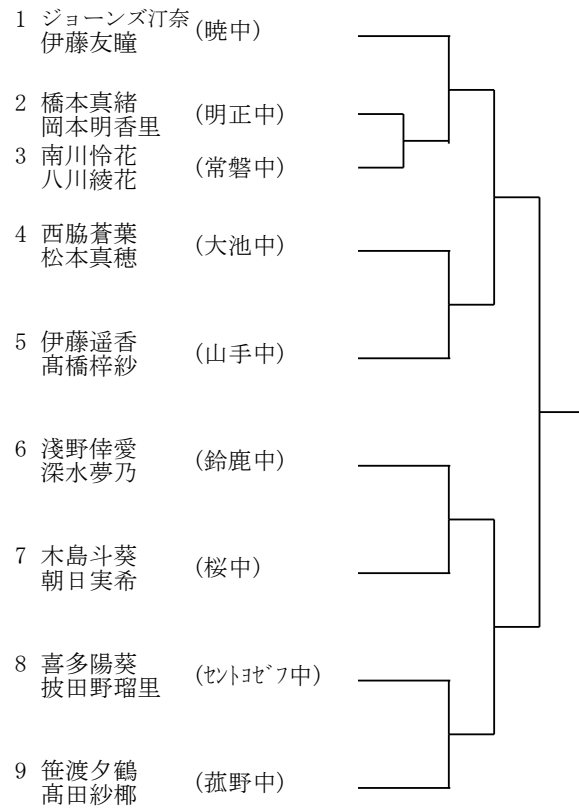 1 ジョーンズ汀奈
伊藤友瞳 (暁中)
2 橋本真緒
岡本明香里 (明正中)
3 南川怜花
八川綾花 (常磐中)
4 西脇蒼葉
松本真穂 (大池中)
5 伊藤遥香
髙橋梓紗 (山手中)
6 淺野倖愛
深水夢乃 (鈴鹿中)
7 木島斗葵
朝日実希 (桜中)
8 喜多陽葵
披田野瑠里 (ｾﾝﾄﾖｾﾞﾌ中)
9 笹渡夕鶴
髙田紗椰 (菰野中)